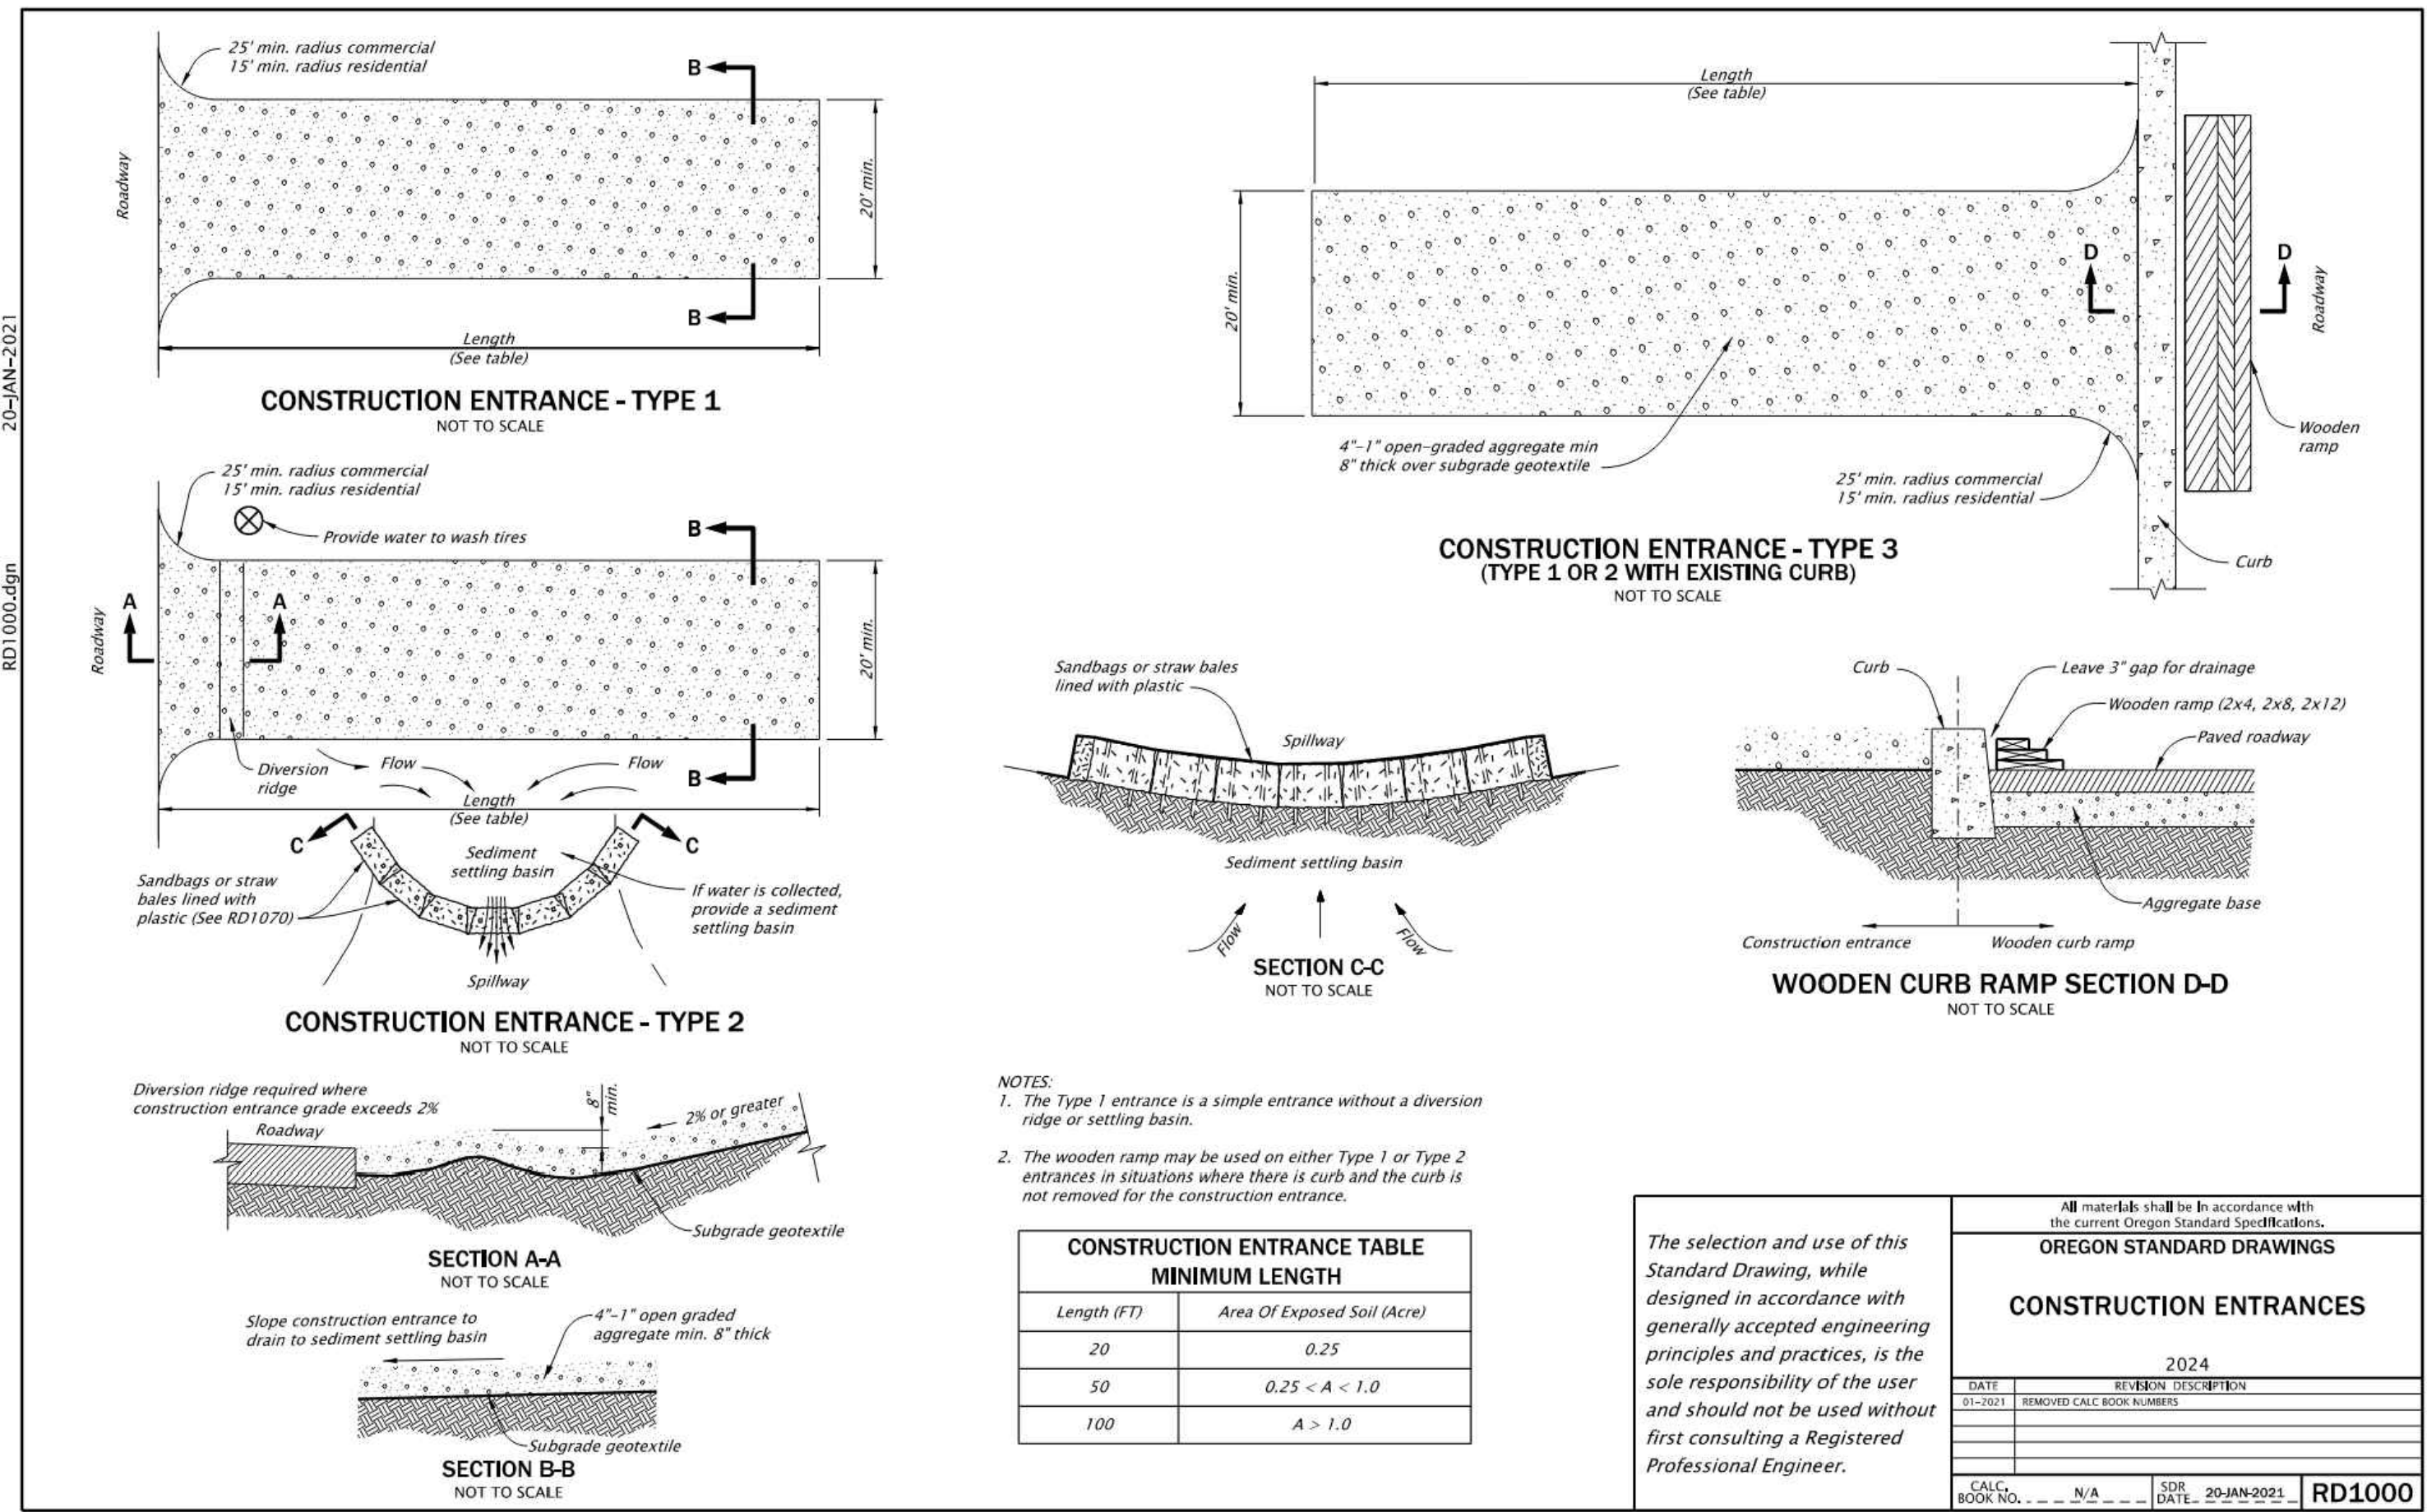 20-JAN-2021
RD1000.dgn
25' min. radius commercial
15' min. radius residential
B
B
Roadway
20' min.
Length
(See table)
CONSTRUCTION ENTRANCE - TYPE 1
NOT TO SCALE
25' min. radius commercial
15' min. radius residential
Provide water to wash tires
B
A
A
Roadway
20' min.
Diversion
ridge
Flow
Flow
B
Length
(See table)
C
C
Sediment
settling basin
Sandbags or straw
bales lined with
plastic (See RD1070)
If water is collected,
provide a sediment
settling basin
Spillway
CONSTRUCTION ENTRANCE - TYPE 2
NOT TO SCALE
Diversion ridge required where
construction entrance grade exceeds 2%
Roadway
8"
min.
2% or greater
Subgrade geotextile
SECTION A-A
NOT TO SCALE
Slope construction entrance to
drain to sediment settling basin
4"-1" open graded
aggregate min. 8" thick
Subgrade geotextile
SECTION B-B
NOT TO SCALE
Length
(See table)
20' min.
D
D
Roadway
Wooden
ramp
4"-1" open-graded aggregate min
8" thick over subgrade geotextile
25' min. radius commercial
15' min. radius residential
Curb
CONSTRUCTION ENTRANCE - TYPE 3
(TYPE 1 OR 2 WITH EXISTING CURB)
NOT TO SCALE
Sandbags or straw bales
lined with plastic
Spillway
Sediment settling basin
Flow
Flow
SECTION C-C
NOT TO SCALE
Curb
Leave 3" gap for drainage
Wooden ramp (2x4, 2x8, 2x12)
Paved roadway
Aggregate base
Construction entrance
Wooden curb ramp
WOODEN CURB RAMP SECTION D-D
NOT TO SCALE
NOTES:
1. The Type 1 entrance is a simple entrance without a diversion
ridge or settling basin.
2. The wooden ramp may be used on either Type 1 or Type 2
entrances in situations where there is curb and the curb is
not removed for the construction entrance.
CONSTRUCTION ENTRANCE TABLE
MINIMUM LENGTH
Length (FT) Area Of Exposed Soil (Acre)
20 0.25
50 0.25 < A < 1.0
100 A > 1.0
The selection and use of this
Standard Drawing, while
designed in accordance with
generally accepted engineering
principles and practices, is the
sole responsibility of the user
and should not be used without
first consulting a Registered
Professional Engineer.
All materials shall be in accordance with
the current Oregon Standard Specifications.
OREGON STANDARD DRAWINGS
CONSTRUCTION ENTRANCES
2024
DATE REVISION DESCRIPTION
01-2021 REMOVED CALC BOOK NUMBERS
CALC.
BOOK NO. N/A
SDR
DATE 20-JAN-2021
RD1000